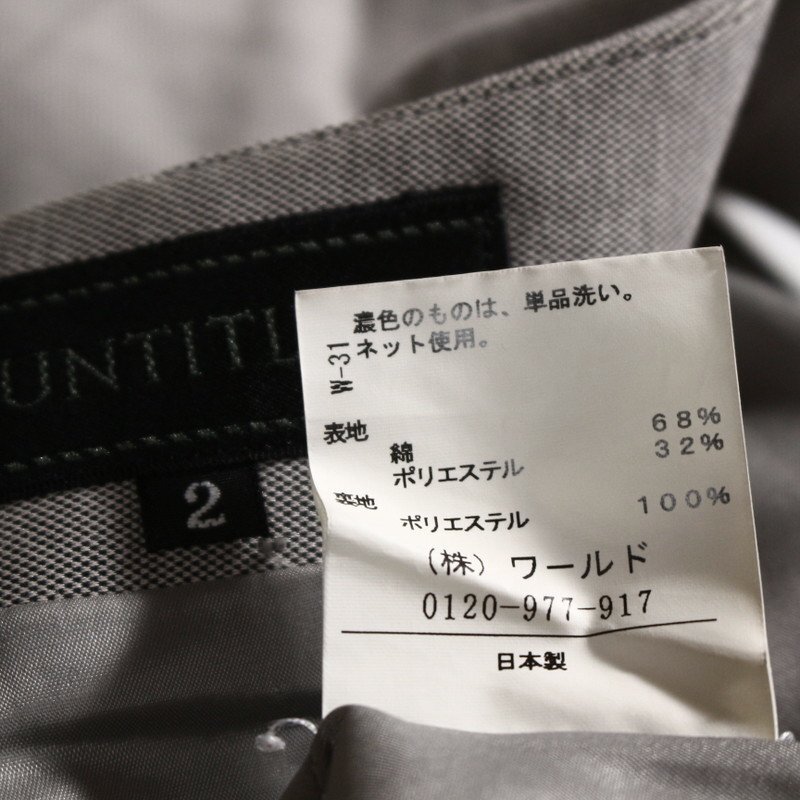 UNTITL
2
濃色のものは、単品洗い。
ネット使用。
W-31
表地
綿 68%
ポリエステル 32%
裏地
ポリエステル 100%
(株) ワールド
0120-977-917
日本製